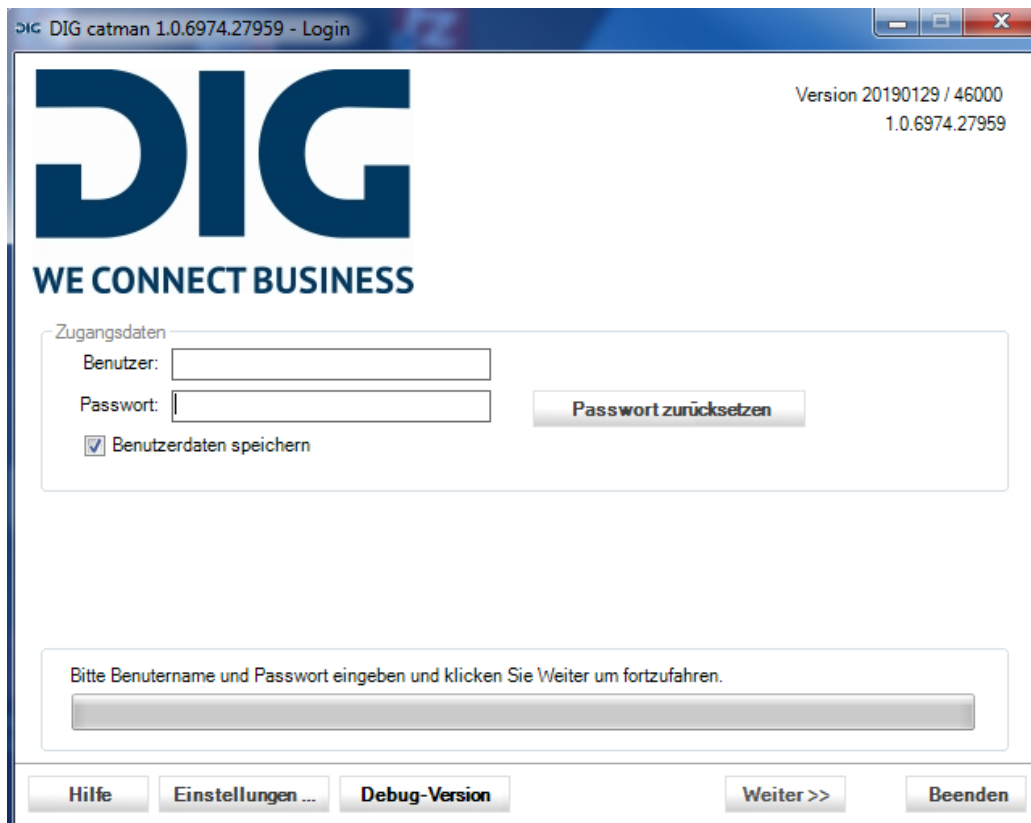 DIG DIG catman 1.0.6974.27959 - Login
DIG
WE CONNECT BUSINESS
Version 20190129 / 46000
1.0.6974.27959
Zugangsdaten
Benutzer:
Passwort:
Passwort zurücksetzen
Benutzerdaten speichern
Bitte Benutername und Passwort eingeben und klicken Sie Weiter um fortzufahren.
Hilfe
Einstellungen ...
Debug-Version
Weiter >>
Beenden